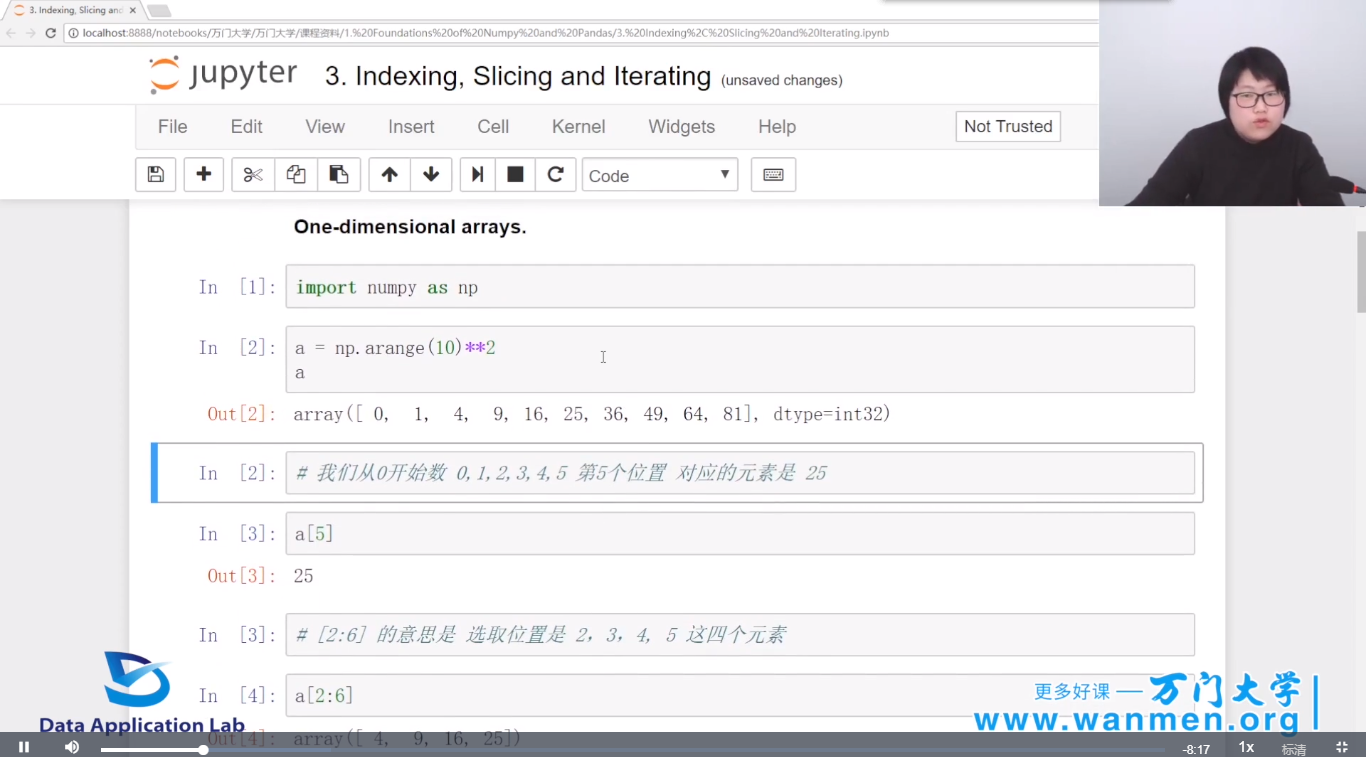 3. Indexing, Slicing and
localhost:8888/notebooks/万门大学/万门大学/课程资料/1.%20Foundations%20of%20Numpy%20and%20Pandas/3.%20Indexing%2C%20Slicing%20and%20Iterating.ipynb
jupyter 3. Indexing, Slicing and Iterating (unsaved changes)
File Edit View Insert Cell Kernel Widgets Help Not Trusted
Code
One-dimensional arrays.
In [1]: import numpy as np
In [2]: a = np.arange(10)**2
a
Out[2]: array([ 0, 1, 4, 9, 16, 25, 36, 49, 64, 81], dtype=int32)
In [2]: # 我们从0开始数 0,1,2,3,4,5 第5个位置 对应的元素是 25
In [3]: a[5]
Out[3]: 25
In [3]: # [2:6] 的意思是 选取位置是 2, 3, 4, 5 这四个元素
In [4]: a[2:6]
Out[4]: array([ 4, 9, 16, 25])
Data Application Lab
更多好课 — 万门大学
www.wanmen.org
-8:17 1x 标清